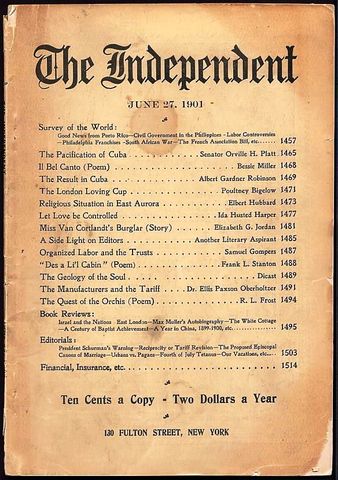 The Independent
JUNE 27, 1901
Survey of the World:
Good News from Porto Rico—Civil Government in the Philippines—Labor Controversies
—Philadelphia Franchises—South African War—The French Association Bill, etc...... 1457
The Pacification of Cuba . . . . . . . . . . Senator Orville H. Platt 1465
Il Bel Canto (Poem) . . . . . . . . . . Bessie Miller 1468
The Result in Cuba . . . . . . . . . . Albert Gardner Robinson 1469
The London Loving Cup . . . . . . . . . . Poultney Bigelow 1471
Religious Situation in East Aurora . . . . . . . . . . Elbert Hubbard 1473
Let Love be Controlled . . . . . . . . . . Ida Husted Harper 1477
Miss Van Cortlandt's Burglar (Story) . . . . . . . . . . Elizabeth G. Jordan 1481
A Side Light on Editors . . . . . . . . . . Another Literary Aspirant 1485
Organized Labor and the Trusts . . . . . . . . . . Samuel Gompers 1487
"Des a Li'l Cabin" (Poem) . . . . . . . . . . Frank L. Stanton 1488
The Geology of the Soul . . . . . . . . . . Dicast 1489
The Manufacturers and the Tariff . . . . . Dr. Ellis Paxson Oberholtzer 1491
The Quest of the Orchis (Poem) . . . . . . . . . . R. L. Frost 1494
Book Reviews:
Israel and the Nations—East London—Max Muller's Autobiography—The White Cottage
—A Century of Baptist Achievement—A Year in China, 1899-1900, etc...... 1495
Editorials:
President Schurman's Warning—Reciprocity or Tariff Revision—The Proposed Episcopal
Canons of Marriage—Urbans vs. Pagans—Fourth of July Tetanus—Our Vacations, etc.... 1503
Financial, Insurance, etc. . . . . . . . . . . 1514
Ten Cents a Copy - Two Dollars a Year
130 FULTON STREET, NEW YORK